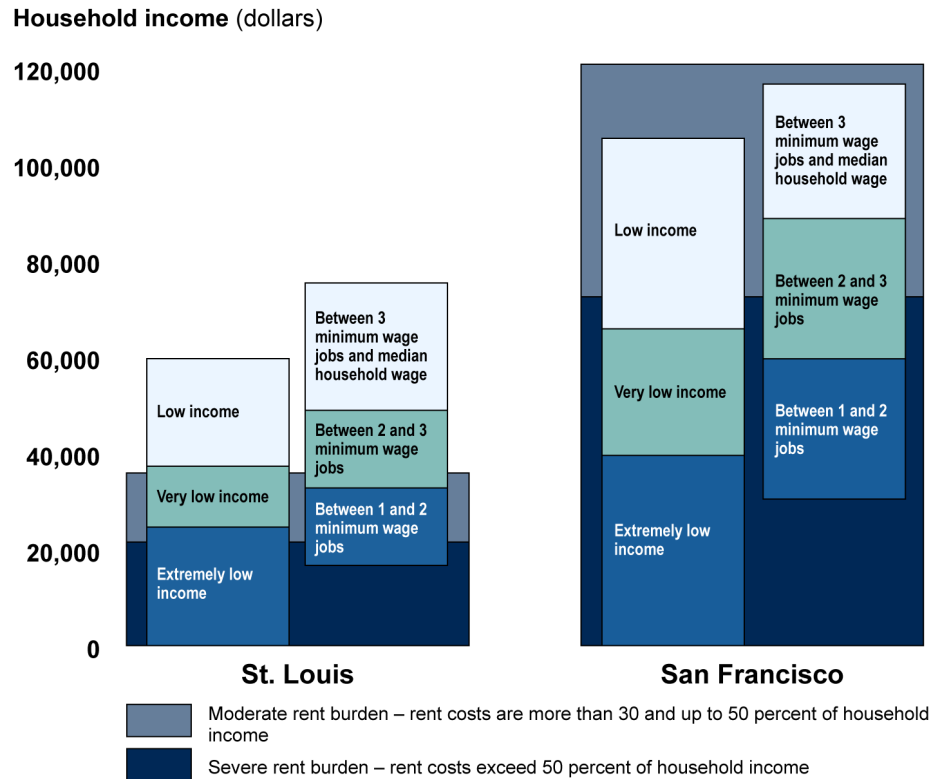 Household income (dollars)
120,000
100,000
80,000
60,000
40,000
20,000
0
Low income
Very low income
Extremely low
income
Between 3
minimum wage
jobs and median
household wage
Between 2 and 3
minimum wage
jobs
Between 1 and 2
minimum wage
jobs
St. Louis
Low income
Very low income
Extremely low
income
Between 3
minimum wage
jobs and median
household wage
Between 2 and 3
minimum wage
jobs
Between 1 and 2
minimum wage
jobs
San Francisco
Moderate rent burden – rent costs are more than 30 and up to 50 percent of household
income
Severe rent burden – rent costs exceed 50 percent of household income